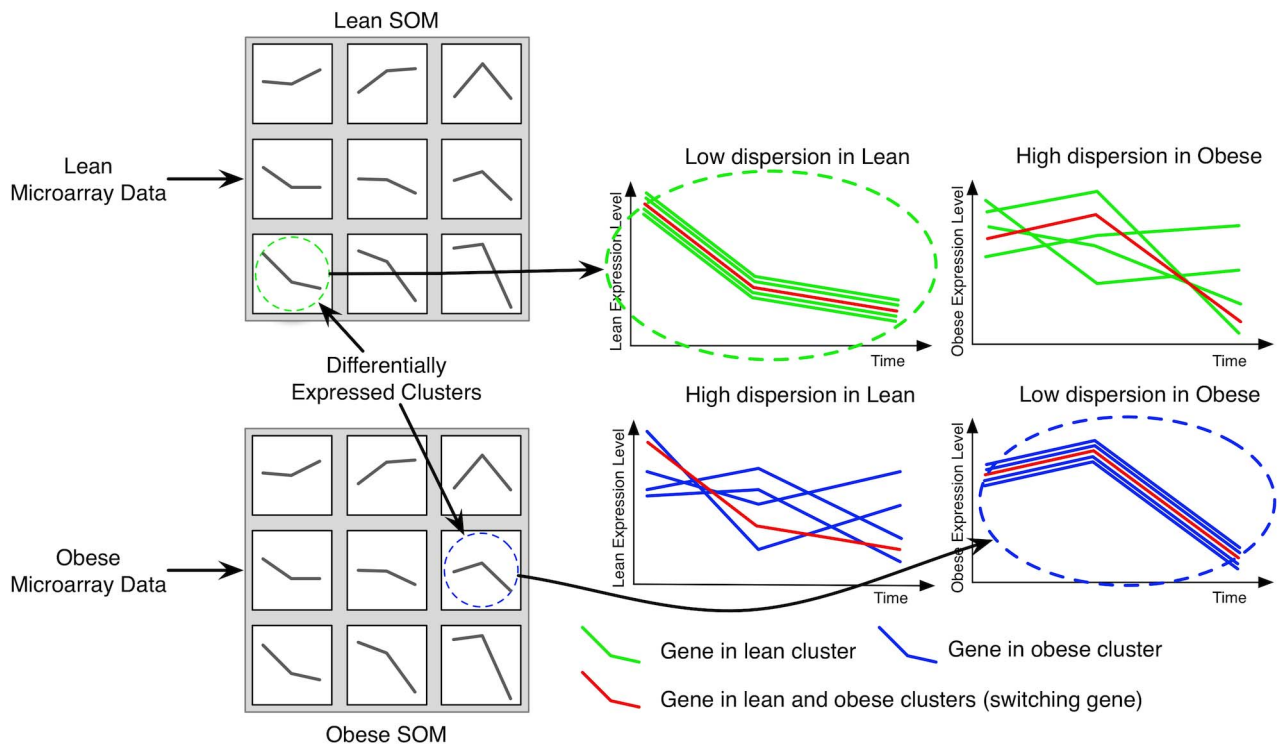 Lean SOM
Lean
Microarray Data
Low dispersion in Lean
High dispersion in Obese
Lean Expression Level
Time
Obese Expression Level
Time
Differentially
Expressed Clusters
High dispersion in Lean
Low dispersion in Obese
Lean Expression Level
Time
Obese Expression Level
Time
Obese
Microarray Data
Gene in lean cluster
Gene in obese cluster
Gene in lean and obese clusters (switching gene)
Obese SOM